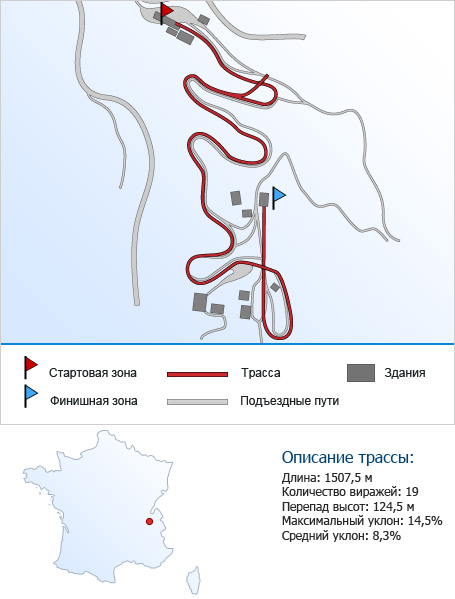 Стартовая зона
Трасса
Здания
Финишная зона
Подъездные пути
Описание трассы:
Длина: 1507,5 м
Количество виражей: 19
Перепад высот: 124,5 м
Максимальный уклон: 14,5%
Средний уклон: 8,3%